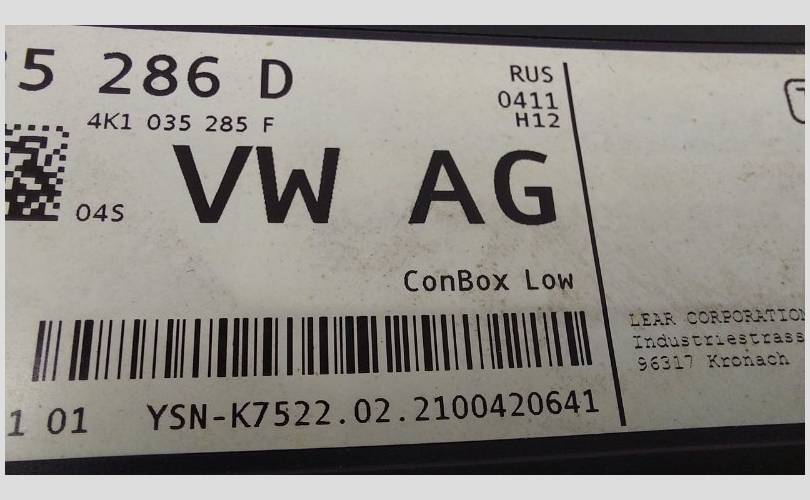 5 286 D
RUS
0411
H12
4K1 035 285 F
04S
VW AG
ConBox Low
1 01
YSN-K7522.02.2100420641
LEAR CORPORATION
Industriestrass
96317 Kronach